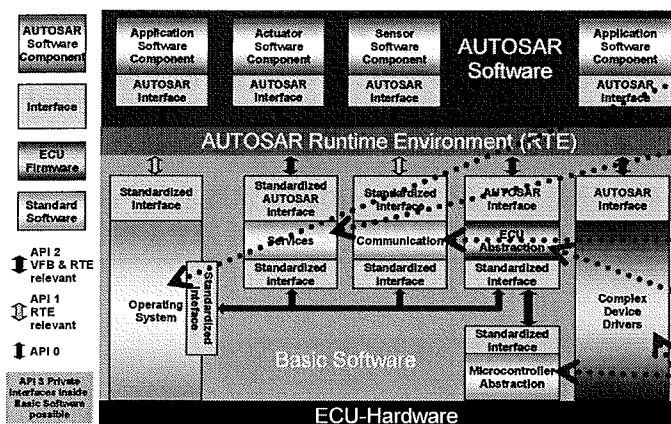 AUTOSAR
Software
Component
Interface
ECU
Firmware
Standard
Software
API 2
VFB & RTE
relevant
API 1
RTE
relevant
API 0
API 3 Private
Interfaces inside
Basic Software
possible
Application
Software
Component
AUTOSAR
Interface
Actuator
Software
Component
AUTOSAR
Interface
Sensor
Software
Component
AUTOSAR
Interface
AUTOSAR
Software
Application
Software
Component
AUTOSAR
Interface
AUTOSAR Runtime Environment (RTE)
Standardized
Interface
Operating
System
Standardized
Interface
Standardized
AUTOSAR
Interface
Services
Standardized
Interface
Standardized
Interface
Communication
Standardized
Interface
AUTOSAR
Interface
ECU
Abstraction
Standardized
Interface
Standardized
Interface
Microcontroller
Abstraction
AUTOSAR
Interface
Complex
Device
Drivers
Basic Software
ECU-Hardware